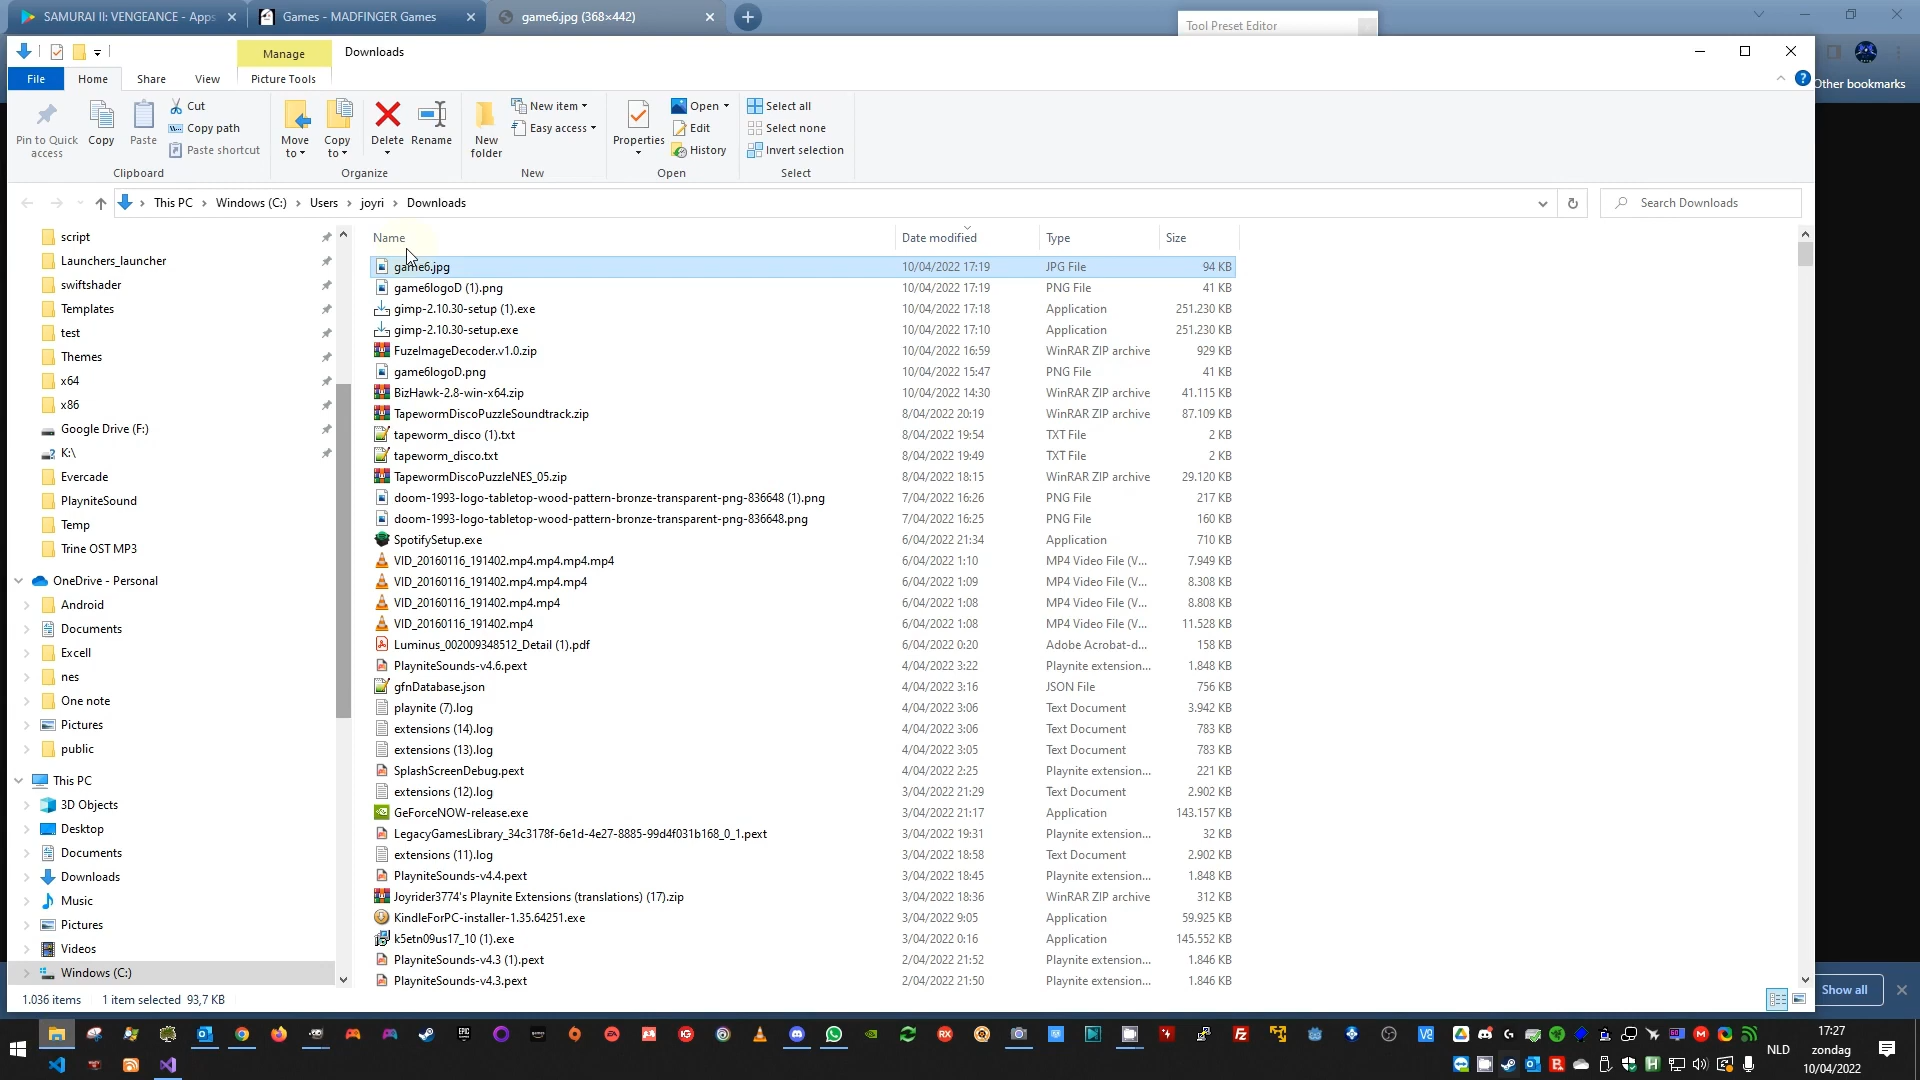 SAMURAI II: VENGEANCE - Apps
Games - MADFINGER Games
game6.jpg (368×442)
Tool Preset Editor
Manage
Downloads
File
Home
Share
View
Picture Tools
Other bookmarks
Pin to Quick access
Copy
Paste
Cut
Copy path
Paste shortcut
Move to
Copy to
Delete
Rename
New folder
New item
Easy access
Properties
Open
Edit
History
Select all
Select none
Invert selection
Clipboard
Organize
New
Open
Select
This PC
Windows (C:)
Users
joyri
Downloads
Search Downloads
script
Launchers_launcher
swiftshader
Templates
test
Themes
x64
x86
Google Drive (F:)
K:\
Evercade
PlayniteSound
Temp
Trine OST MP3
OneDrive - Personal
Android
Documents
Excell
nes
One note
Pictures
public
This PC
3D Objects
Desktop
Documents
Downloads
Music
Pictures
Videos
Windows (C:)
Name Date modified Type Size
game6.jpg 10/04/2022 17:19 JPG File 94 KB
game6logoD (1).png 10/04/2022 17:19 PNG File 41 KB
gimp-2.10.30-setup (1).exe 10/04/2022 17:18 Application 251.230 KB
gimp-2.10.30-setup.exe 10/04/2022 17:10 Application 251.230 KB
FuzeImageDecoder.v1.0.zip 10/04/2022 16:59 WinRAR ZIP archive 929 KB
game6logoD.png 10/04/2022 15:47 PNG File 41 KB
BizHawk-2.8-win-x64.zip 10/04/2022 14:30 WinRAR ZIP archive 41.115 KB
TapewormDiscoPuzzleSoundtrack.zip 8/04/2022 20:19 WinRAR ZIP archive 87.109 KB
tapeworm_disco (1).txt 8/04/2022 19:54 TXT File 2 KB
tapeworm_disco.txt 8/04/2022 19:49 TXT File 2 KB
TapewormDiscoPuzzleNES_05.zip 8/04/2022 18:15 WinRAR ZIP archive 29.120 KB
doom-1993-logo-tabletop-wood-pattern-bronze-transparent-png-836648 (1).png 7/04/2022 16:26 PNG File 217 KB
doom-1993-logo-tabletop-wood-pattern-bronze-transparent-png-836648.png 7/04/2022 16:25 PNG File 160 KB
SpotifySetup.exe 6/04/2022 21:34 Application 710 KB
VID_20160116_191402.mp4.mp4.mp4.mp4 6/04/2022 1:10 MP4 Video File (V... 7.949 KB
VID_20160116_191402.mp4.mp4.mp4 6/04/2022 1:09 MP4 Video File (V... 8.308 KB
VID_20160116_191402.mp4.mp4 6/04/2022 1:08 MP4 Video File (V... 8.808 KB
VID_20160116_191402.mp4 6/04/2022 1:08 MP4 Video File (V... 11.528 KB
Luminus_002009348512_Detail (1).pdf 6/04/2022 0:20 Adobe Acrobat-d... 158 KB
PlayniteSounds-v4.6.pext 4/04/2022 3:22 Playnite extension... 1.848 KB
gfnDatabase.json 4/04/2022 3:16 JSON File 756 KB
playnite (7).log 4/04/2022 3:06 Text Document 3.942 KB
extensions (14).log 4/04/2022 3:06 Text Document 783 KB
extensions (13).log 4/04/2022 3:05 Text Document 783 KB
SplashScreenDebug.pext 4/04/2022 2:25 Playnite extension... 221 KB
extensions (12).log 3/04/2022 21:29 Text Document 2.902 KB
GeForceNOW-release.exe 3/04/2022 21:17 Application 143.157 KB
LegacyGamesLibrary_34c3178f-6e1d-4e27-8885-99d4f031b168_0_1.pext 3/04/2022 19:31 Playnite extension... 32 KB
extensions (11).log 3/04/2022 18:58 Text Document 2.902 KB
PlayniteSounds-v4.4.pext 3/04/2022 18:45 Playnite extension... 1.848 KB
Joyrider3774's Playnite Extensions (translations) (17).zip 3/04/2022 18:36 WinRAR ZIP archive 312 KB
KindleForPC-installer-1.35.64251.exe 3/04/2022 9:05 Application 59.925 KB
k5etn09us17_10 (1).exe 3/04/2022 0:16 Application 145.552 KB
PlayniteSounds-v4.3 (1).pext 2/04/2022 21:52 Playnite extension... 1.846 KB
PlayniteSounds-v4.3.pext 2/04/2022 21:50 Playnite extension... 1.846 KB
1.036 items 1 item selected 93,7 KB
Show all
NLD
17:27
zondag
10/04/2022